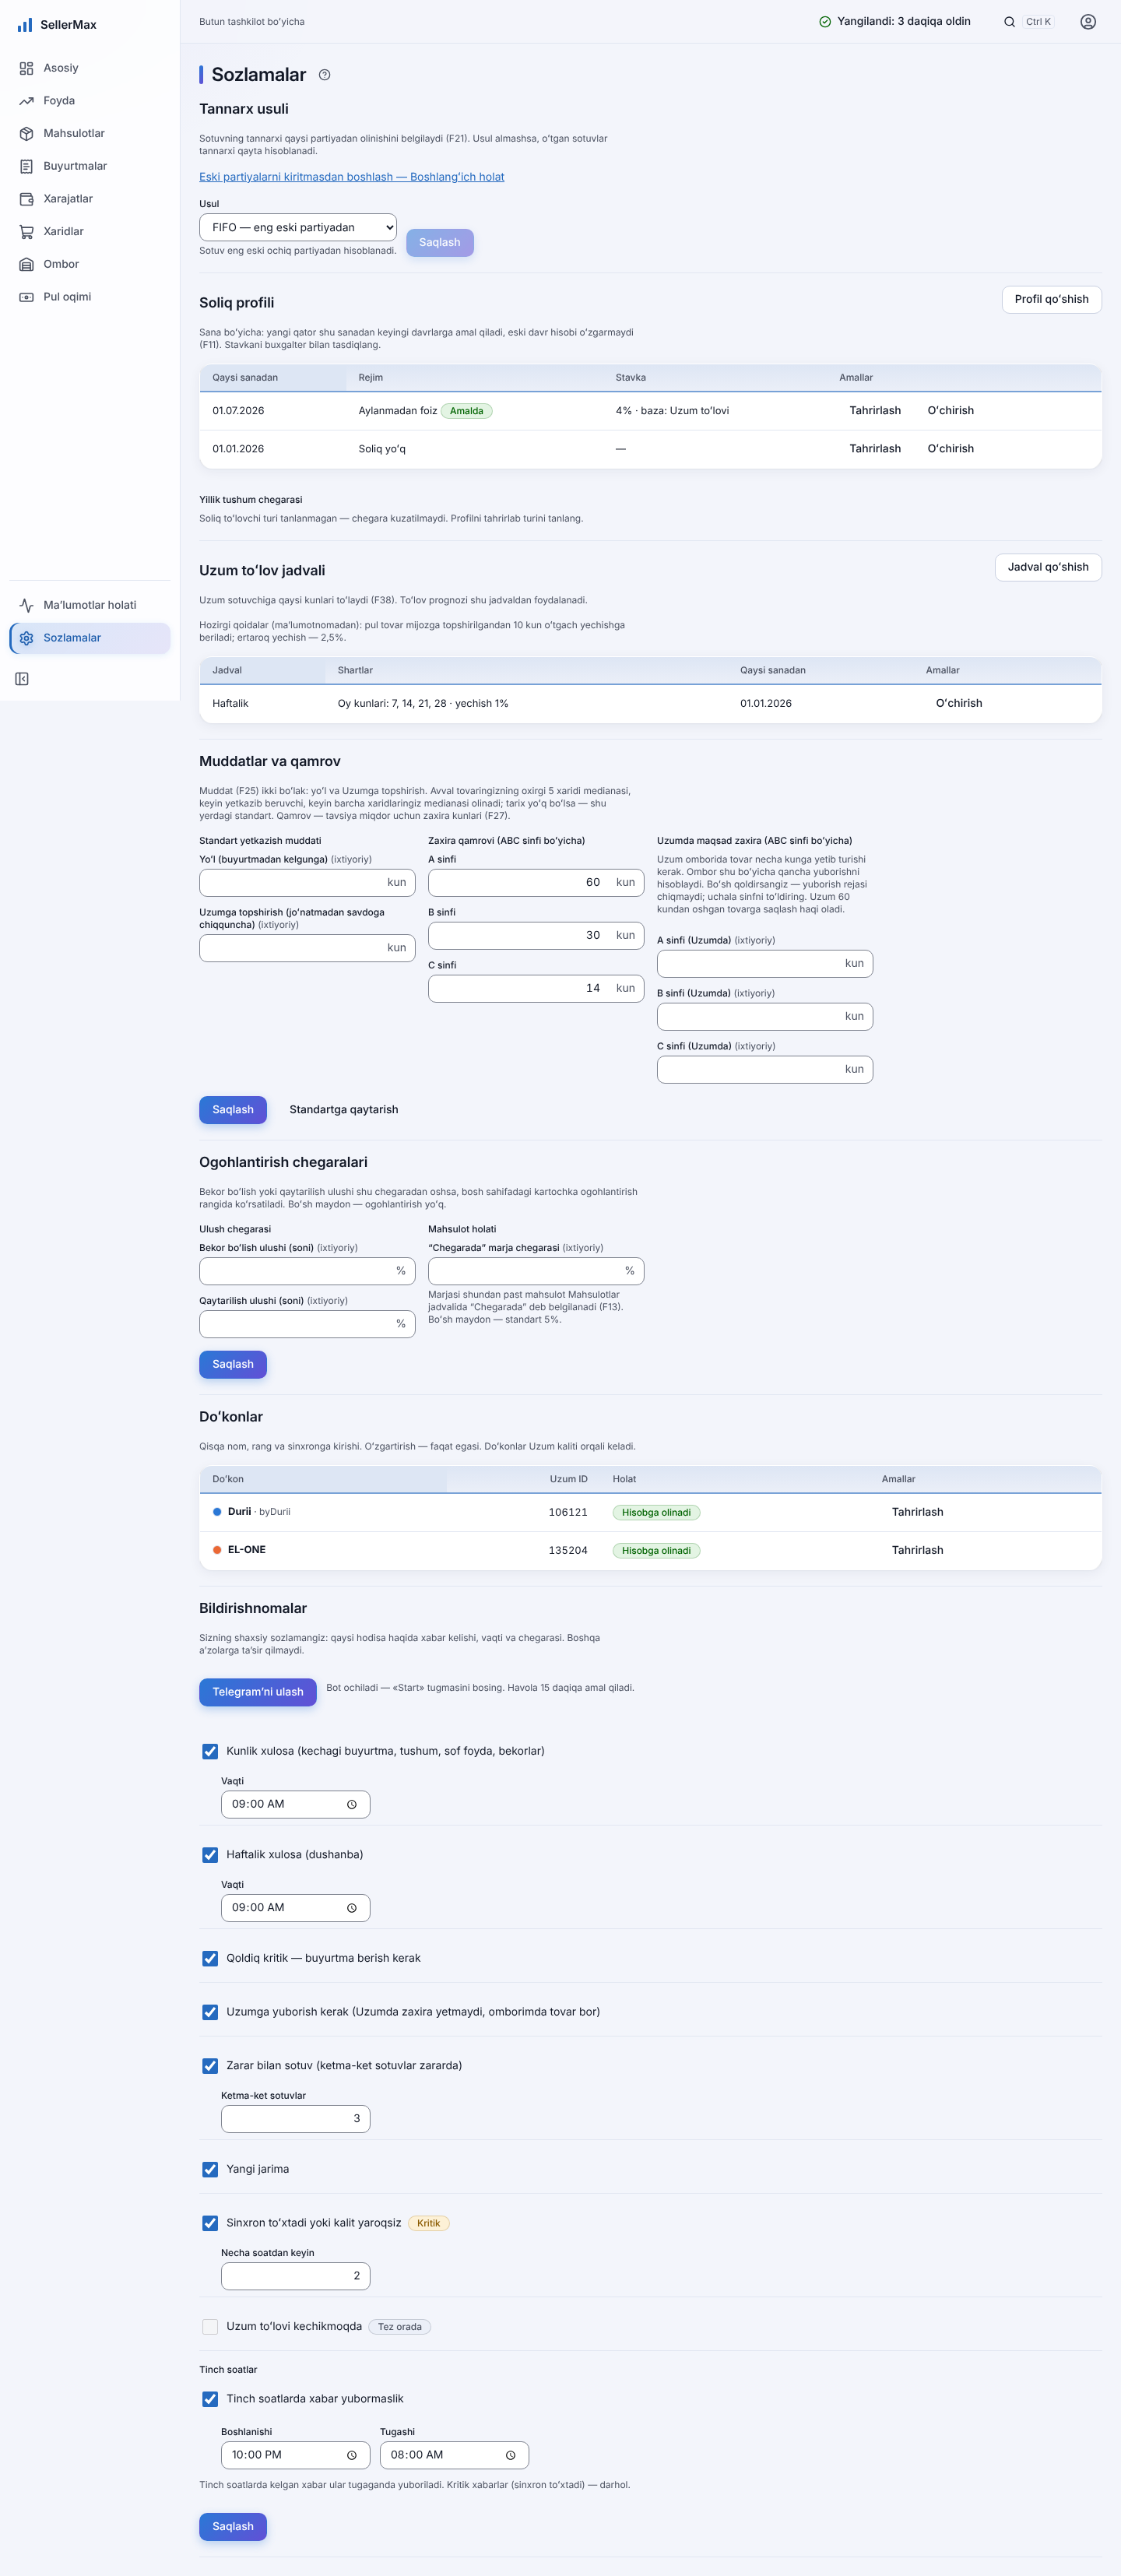 SellerMax
Butun tashkilot bo‘yicha
Yangilandi: 3 daqiqa oldin
Ctrl K
Asosiy
Foyda
Mahsulotlar
Buyurtmalar
Xarajatlar
Xaridlar
Ombor
Pul oqimi
Ma’lumotlar holati
Sozlamalar
Sozlamalar
Tannarx usuli
Sotuvning tannarxi qaysi partiyadan olinishini belgilaydi (F21). Usul almashsa, o‘tgan sotuvlar
tannarxi qayta hisoblanadi.
Eski partiyalarni kiritmasdan boshlash — Boshlang‘ich holat
Usul
FIFO — eng eski partiyadan
Saqlash
Sotuv eng eski ochiq partiyadan hisoblanadi.
Soliq profili
Profil qo‘shish
Sana bo‘yicha: yangi qator shu sanadan keyingi davrlarga amal qiladi, eski davr hisobi o‘zgarmaydi
(F11). Stavkani buxgalter bilan tasdiqlang.
Qaysi sanadan Rejim Stavka Amallar
01.07.2026 Aylanmadan foiz Amalda 4% · baza: Uzum to‘lovi Tahrirlash O‘chirish
01.01.2026 Soliq yo‘q — Tahrirlash O‘chirish
Yillik tushum chegarasi
Soliq to‘lovchi turi tanlanmagan — chegara kuzatilmaydi. Profilni tahrirlab turini tanlang.
Uzum to‘lov jadvali
Jadval qo‘shish
Uzum sotuvchiga qaysi kunlari to‘laydi (F38). To‘lov prognozi shu jadvaldan foydalanadi.
Hozirgi qoidalar (ma’lumotnomadan): pul tovar mijozga topshirilgandan 10 kun o‘tgach yechishga
beriladi; ertaroq yechish — 2,5%.
Jadval Shartlar Qaysi sanadan Amallar
Haftalik Oy kunlari: 7, 14, 21, 28 · yechish 1% 01.01.2026 O‘chirish
Muddatlar va qamrov
Muddat (F25) ikki bo‘lak: yo‘l va Uzumga topshirish. Avval tovaringizning oxirgi 5 xaridi medianasi,
keyin yetkazib beruvchi, keyin barcha xaridlaringiz medianasi olinadi; tarix yo‘q bo‘lsa — shu
yerdagi standart. Qamrov — tavsiya miqdor uchun zaxira kunlari (F27).
Standart yetkazish muddati
Yo‘l (buyurtmadan kelgunga) (ixtiyoriy)
kun
Uzumga topshirish (jo‘natmadan savdoga
chiqquncha) (ixtiyoriy)
kun
Zaxira qamrovi (ABC sinfi bo‘yicha)
A sinfi
60 kun
B sinfi
30 kun
C sinfi
14 kun
Uzumda maqsad zaxira (ABC sinfi bo‘yicha)
Uzum omborida tovar necha kunga yetib turishi
kerak. Ombor shu bo‘yicha qancha yuborishni
hisoblaydi. Bo‘sh qoldirsangiz — yuborish rejasi
chiqmaydi; uchala sinfni to‘ldiring. Uzum 60
kundan oshgan tovarga saqlash haqi oladi.
A sinfi (Uzumda) (ixtiyoriy)
kun
B sinfi (Uzumda) (ixtiyoriy)
kun
C sinfi (Uzumda) (ixtiyoriy)
kun
Saqlash
Standartga qaytarish
Ogohlantirish chegaralari
Bekor bo‘lish yoki qaytarilish ulushi shu chegaradan oshsa, bosh sahifadagi kartochka ogohlantirish
rangida ko‘rsatiladi. Bo‘sh maydon — ogohlantirish yo‘q.
Ulush chegarasi
Bekor bo‘lish ulushi (soni) (ixtiyoriy)
%
Qaytarilish ulushi (soni) (ixtiyoriy)
%
Mahsulot holati
“Chegarada” marja chegarasi (ixtiyoriy)
%
Marjasi shundan past mahsulot Mahsulotlar
jadvalida “Chegarada” deb belgilanadi (F13).
Bo‘sh maydon — standart 5%.
Saqlash
Do‘konlar
Qisqa nom, rang va sinxronga kirishi. O‘zgartirish — faqat egasi. Do‘konlar Uzum kaliti orqali keladi.
Do‘kon Uzum ID Holat Amallar
Durii · byDurii 106121 Hisobga olinadi Tahrirlash
EL-ONE 135204 Hisobga olinadi Tahrirlash
Bildirishnomalar
Sizning shaxsiy sozlamangiz: qaysi hodisa haqida xabar kelishi, vaqti va chegarasi. Boshqa
a’zolarga ta’sir qilmaydi.
Telegram’ni ulash
Bot ochiladi — «Start» tugmasini bosing. Havola 15 daqiqa amal qiladi.
Kunlik xulosa (kechagi buyurtma, tushum, sof foyda, bekorlar)
Vaqti
09:00 AM
Haftalik xulosa (dushanba)
Vaqti
09:00 AM
Qoldiq kritik — buyurtma berish kerak
Uzumga yuborish kerak (Uzumda zaxira yetmaydi, omborimda tovar bor)
Zarar bilan sotuv (ketma-ket sotuvlar zararda)
Ketma-ket sotuvlar
3
Yangi jarima
Sinxron to‘xtadi yoki kalit yaroqsiz Kritik
Necha soatdan keyin
2
Uzum to‘lovi kechikmoqda Tez orada
Tinch soatlar
Tinch soatlarda xabar yubormaslik
Boshlanishi Tugashi
10:00 PM 08:00 AM
Tinch soatlarda kelgan xabar ular tugaganda yuboriladi. Kritik xabarlar (sinxron to‘xtadi) — darhol.
Saqlash